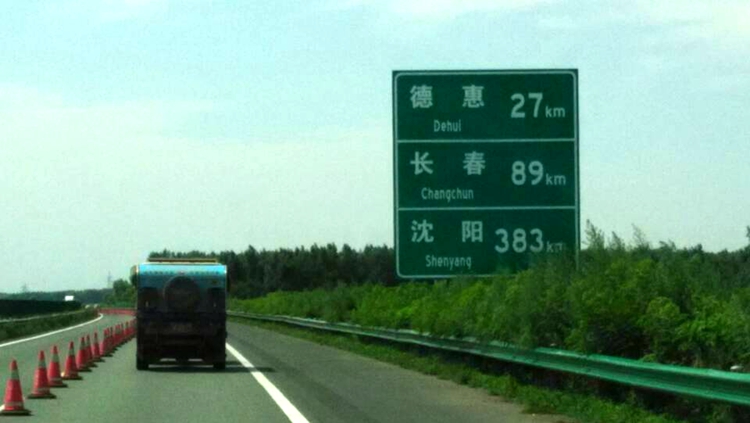 德惠 27km
Dehui
长春 89km
Changchun
沈阳 383km
Shenyang